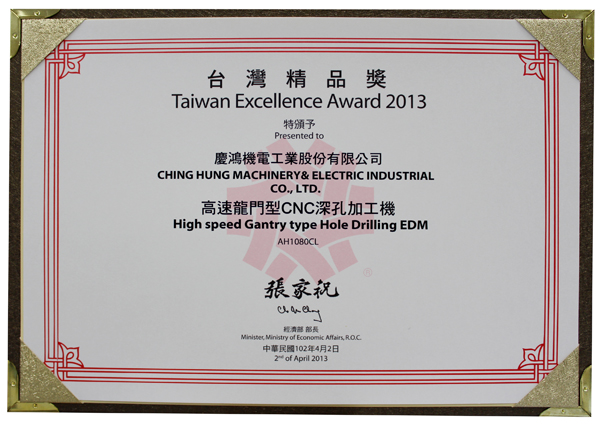 台灣精品獎
Taiwan Excellence Award 2013
特頒予
Presented to
慶鴻機電工業股份有限公司
CHING HUNG MACHINERY& ELECTRIC INDUSTRIAL
CO., LTD.
高速龍門型CNC深孔加工機
High speed Gantry type Hole Drilling EDM
AH1080CL
®
張家祝
經濟部 部長
Minister, Ministry of Economic Affairs, R.O.C.
中華民國102年4月2日
2nd of April 2013